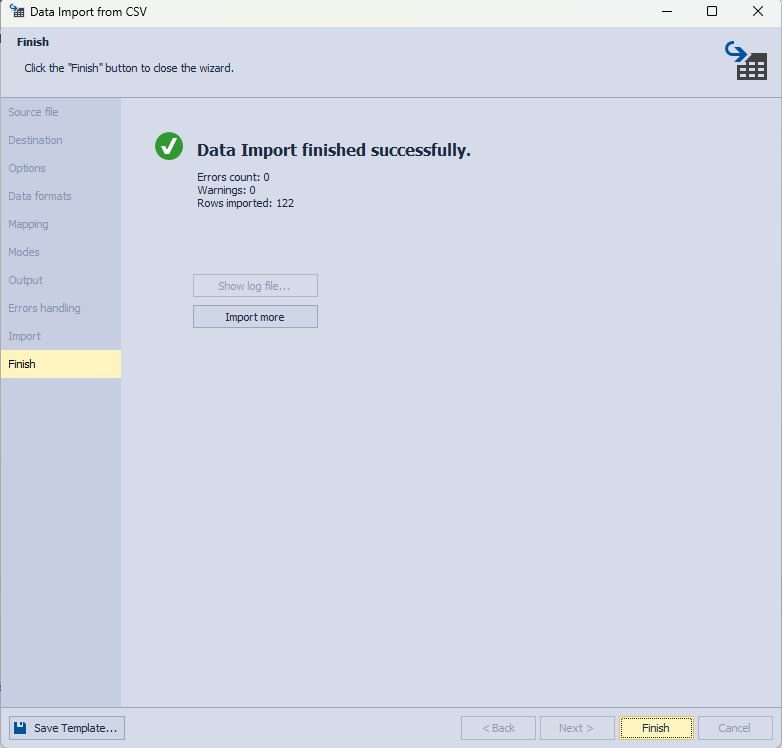 Data Import from CSV
Finish
Click the "Finish" button to close the wizard.
Source file
Destination
Options
Data formats
Mapping
Modes
Output
Errors handling
Import
Finish
Data Import finished successfully.
Errors count: 0
Warnings: 0
Rows imported: 122
Show log file...
Import more
Save Template...
< Back
Next >
Finish
Cancel